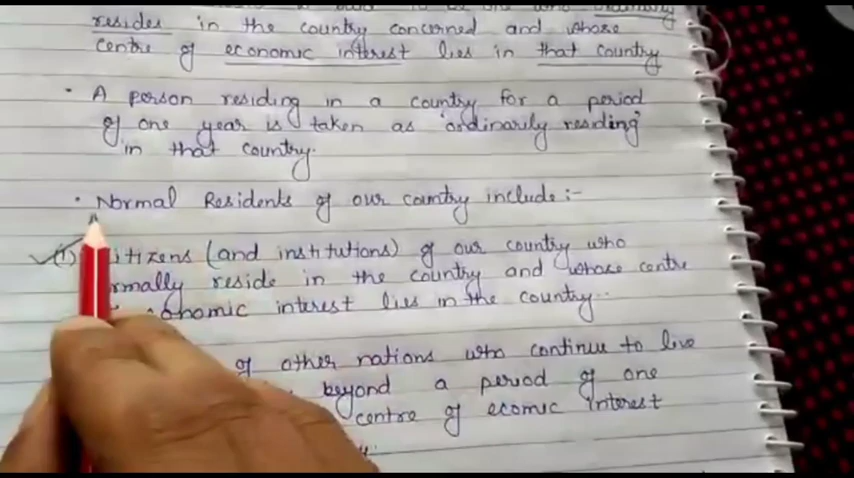 resides in the country concerned and whose
centre of economic interest lies in that country
• A person residing in a country for a period
of one year is taken as "ordinarily residing"
in that country.
• Normal Residents of our country include:-
(1) itizens (and institutions) of our country who
rmally reside in the country and whose centre
onomic interest lies in the country.
of other nations who continue to live
beyond a period of one
centre of ecomic interest